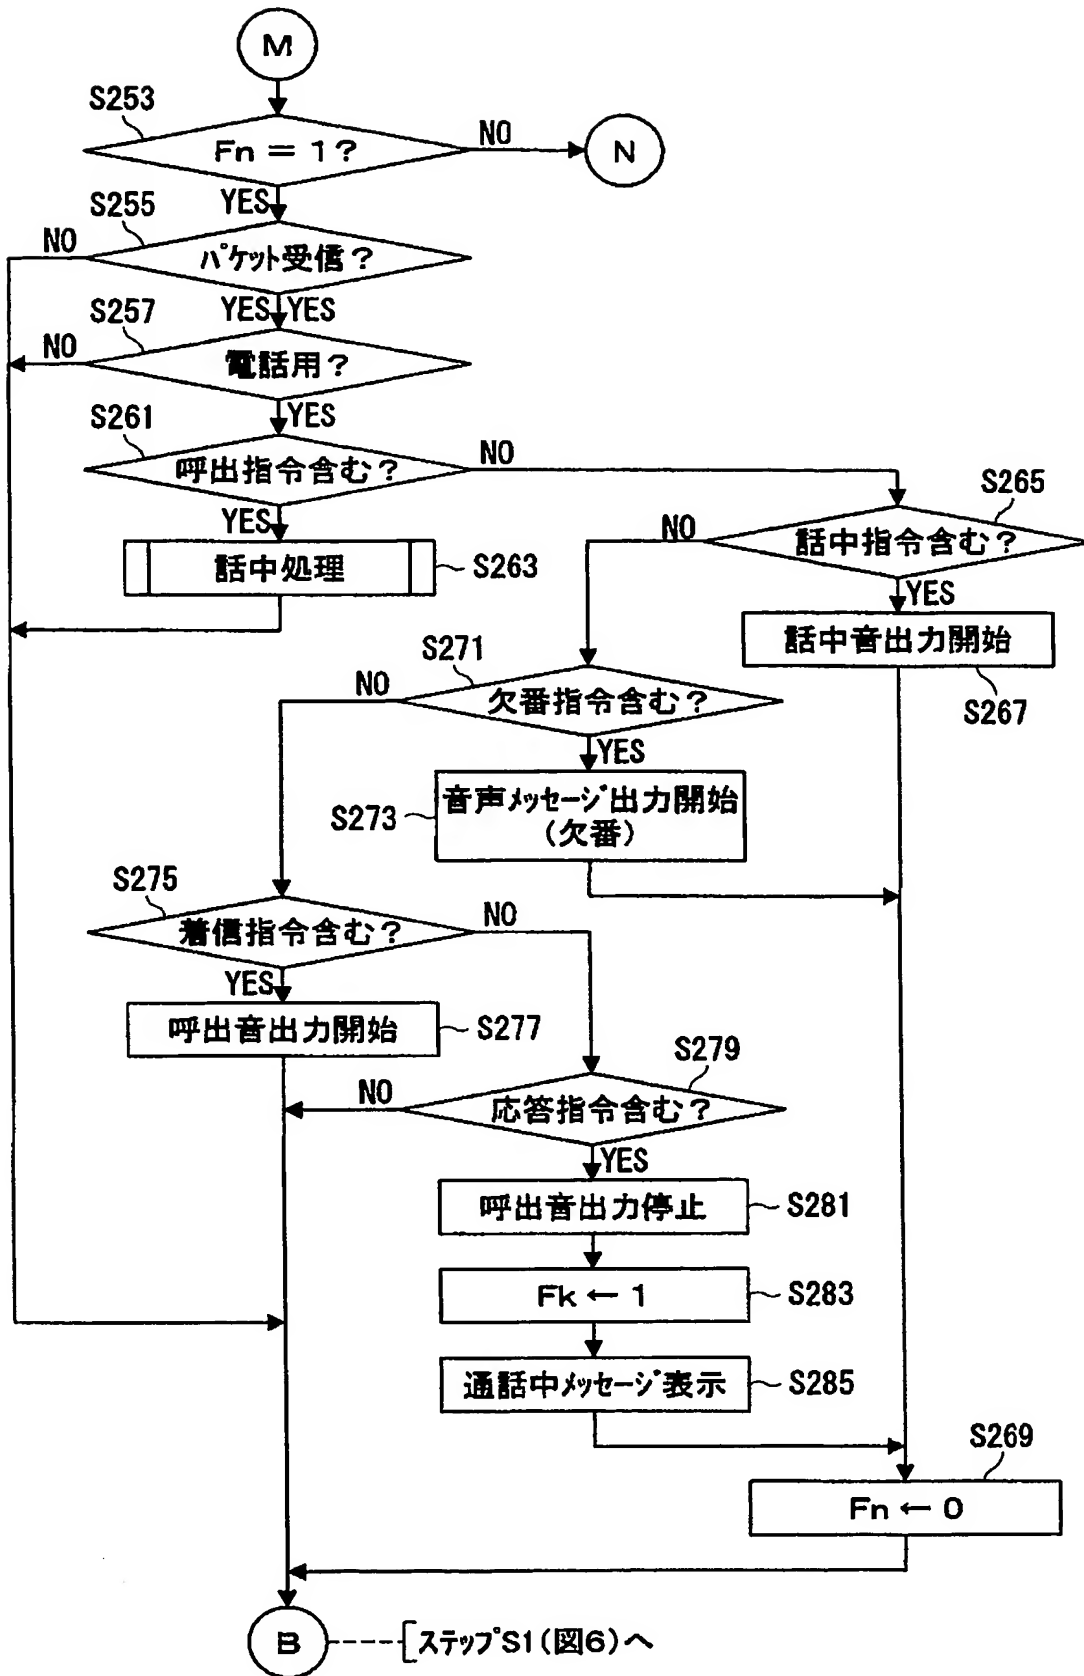 M
S253
Fn = 1?
NO
N
YES
S255
NO
パケット受信?
YES YES
S257
NO
電話用?
YES
S261
呼出指令含む?
NO
YES
S265
話中指令含む?
NO
YES
話中処理
S263
話中音出力開始
S267
S271
NO
欠番指令含む?
YES
S273
音声メッセージ出力開始
(欠番)
S275
着信指令含む?
NO
YES
呼出音出力開始
S277
S279
NO
応答指令含む?
YES
呼出音出力停止
S281
Fk ← 1
S283
通話中メッセージ表示
S285
S269
Fn ← 0
B
[ステップS1(図6)へ